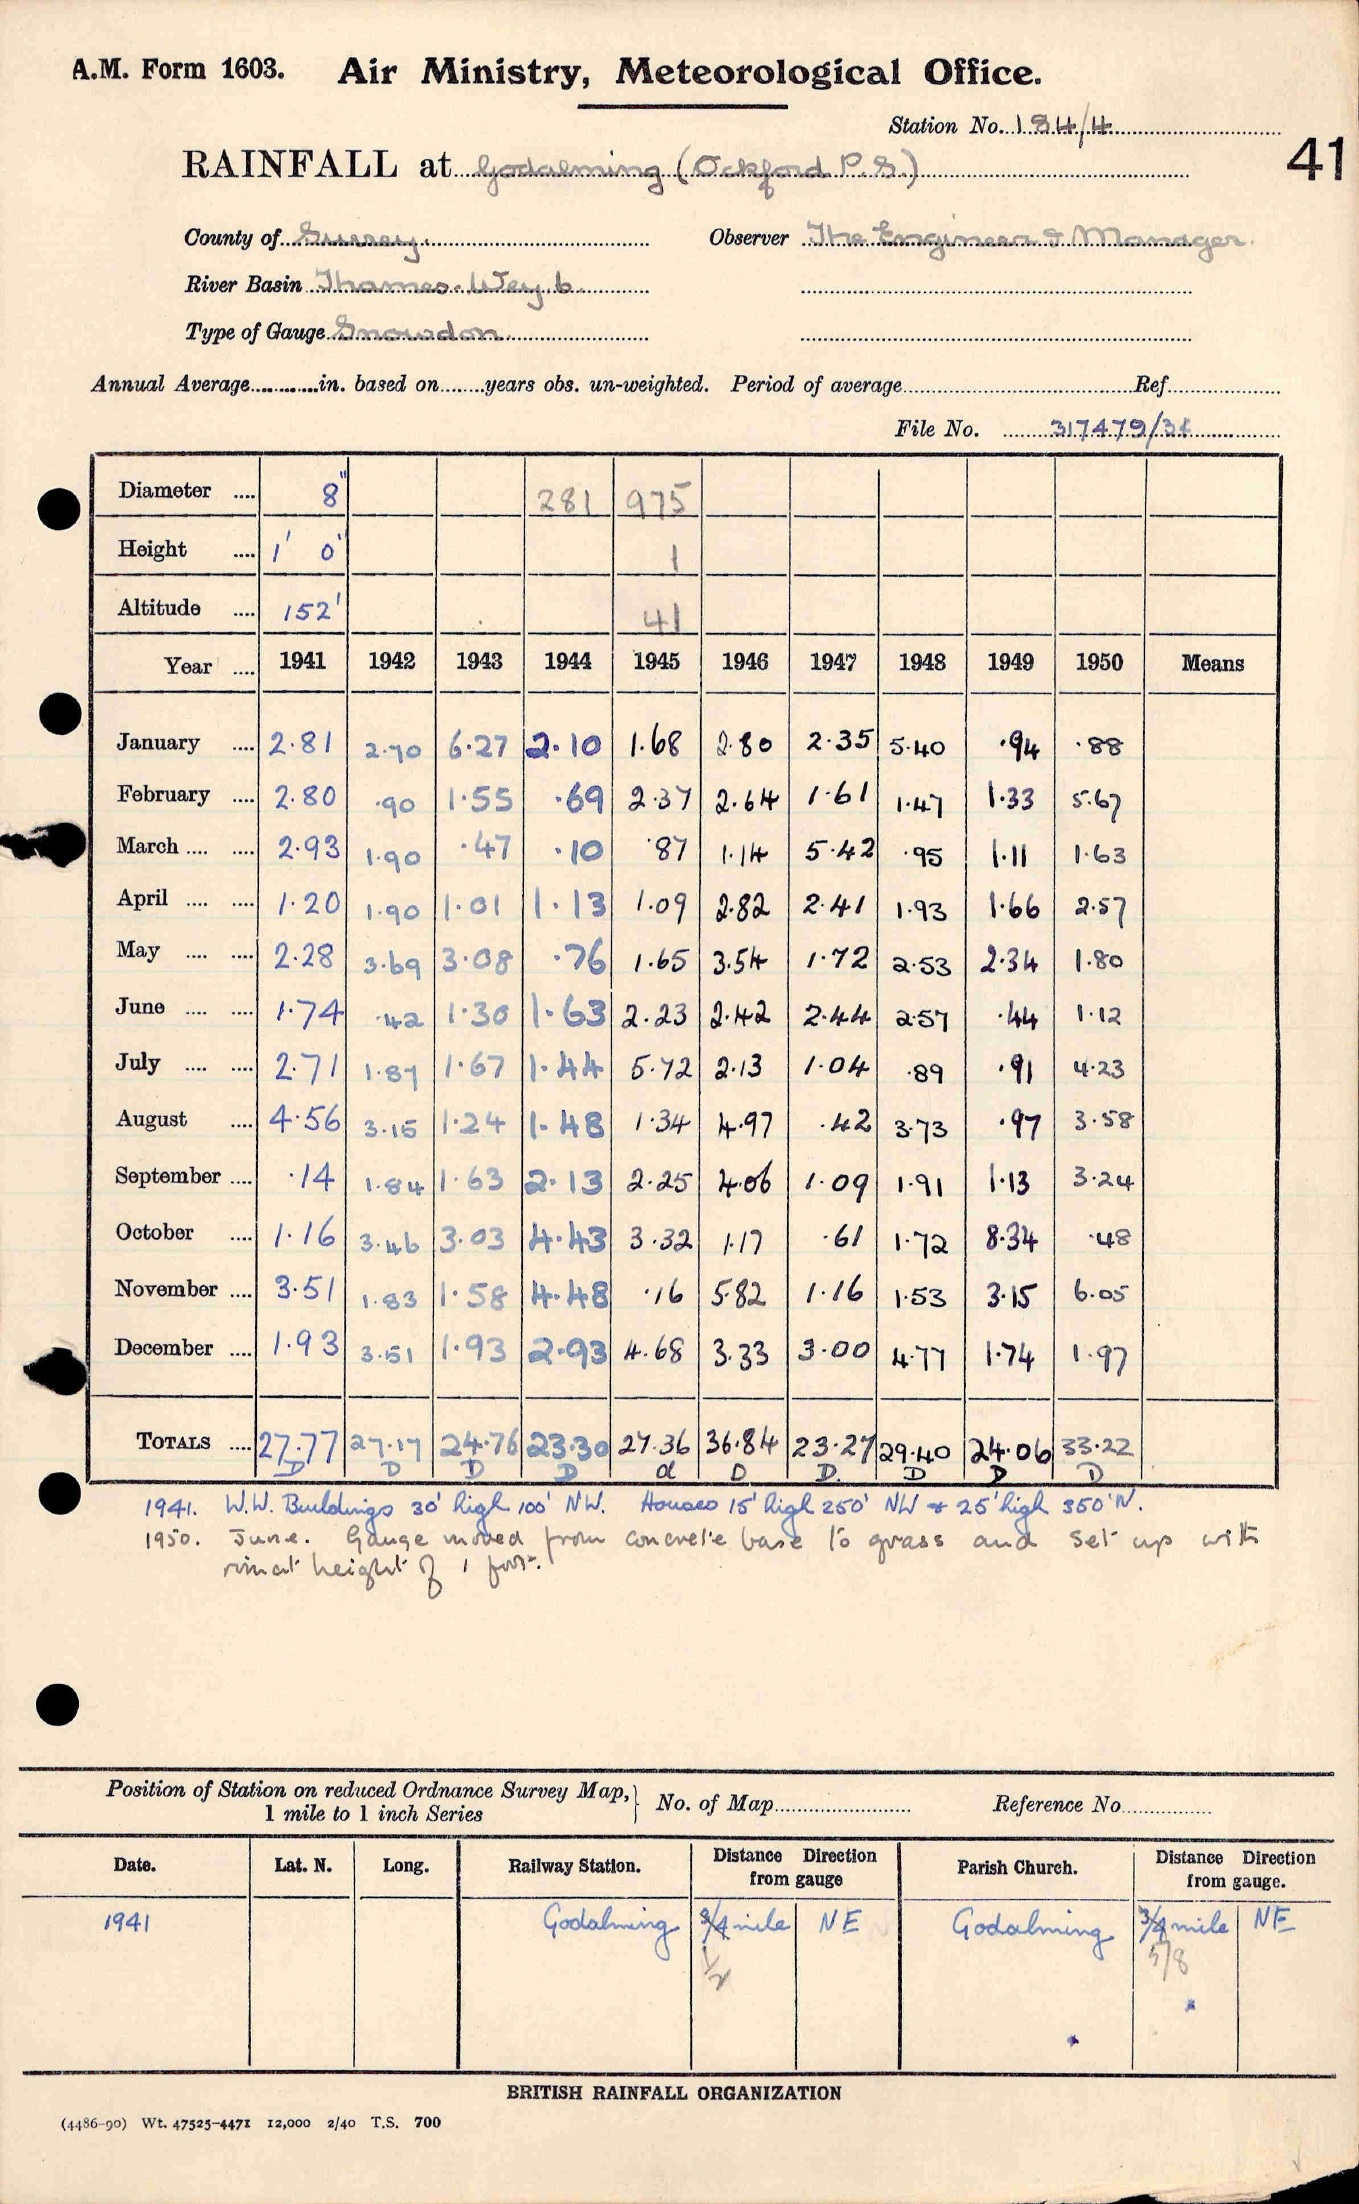 A.M. Form 1603. Air Ministry, Meteorological Office.
Station No. 184/4
41
RAINFALL at Godalming (Ockford P.S.)
County of Surrey. Observer The Engineer & Manager.
River Basin Thames. Wey b.
Type of Gauge Snowdon
Annual Average............in. based on.......years obs. un-weighted. Period of average Ref
File No. 317479/
Diameter .... 8" 281 975
Height .... 1' 0" 1
Altitude .... 152' 41
Year .... 1941 1942 1943 1944 1945 1946 1947 1948 1949 1950 Means
January .... 2.81 2.70 6.27 2.10 1.68 2.80 2.35 5.40 .94 .88
February .... 2.80 .90 1.55 .69 2.37 2.64 1.61 1.47 1.33 5.67
March .... .... 2.93 1.90 .47 .10 .87 1.14 5.42 .95 1.11 1.63
April .... .... 1.20 1.90 1.01 1.13 1.09 2.82 2.41 1.93 1.66 2.57
May .... .... 2.28 3.69 3.08 .76 1.65 3.54 1.72 2.53 2.34 1.80
June .... .... 1.74 .42 1.30 1.63 2.23 2.42 2.44 2.57 .44 1.12
July .... .... 2.71 1.87 1.67 1.44 5.72 2.13 1.04 .89 .91 4.23
August .... 4.56 3.15 1.24 1.48 1.34 4.97 .42 3.73 .97 3.58
September .... .14 1.84 1.63 2.13 2.25 4.06 1.09 1.91 1.13 3.24
October .... 1.16 3.46 3.03 4.43 3.32 1.17 .61 1.72 8.34 .48
November .... 3.51 1.83 1.58 4.48 .16 5.82 1.16 1.53 3.15 6.05
December .... 1.93 3.51 1.93 2.93 4.68 3.33 3.00 4.77 1.74 1.97
TOTALS .... 27.77 27.17 24.76 23.30 27.36 36.84 23.27 29.40 24.06 33.22
D D D D d D D. D D D
1941. W.W. Buildings 30' high 100' NW. Houses 15' high 250' NW & 25' high 350' N.
1950. June. Gauge moved from concrete base to grass and set up with
rim at height of 1 foot.
Position of Station on reduced Ordnance Survey Map, } No. of Map Reference No
1 mile to 1 inch Series
Date. Lat. N. Long. Railway Station. Distance from gauge Direction Parish Church. Distance from gauge. Direction
1941 Godalming 3/4 mile NE Godalming 3/4 mile NE
1/2 5/8
BRITISH RAINFALL ORGANIZATION
(4486-90) Wt. 47525-4471 12,000 2/40 T.S. 700